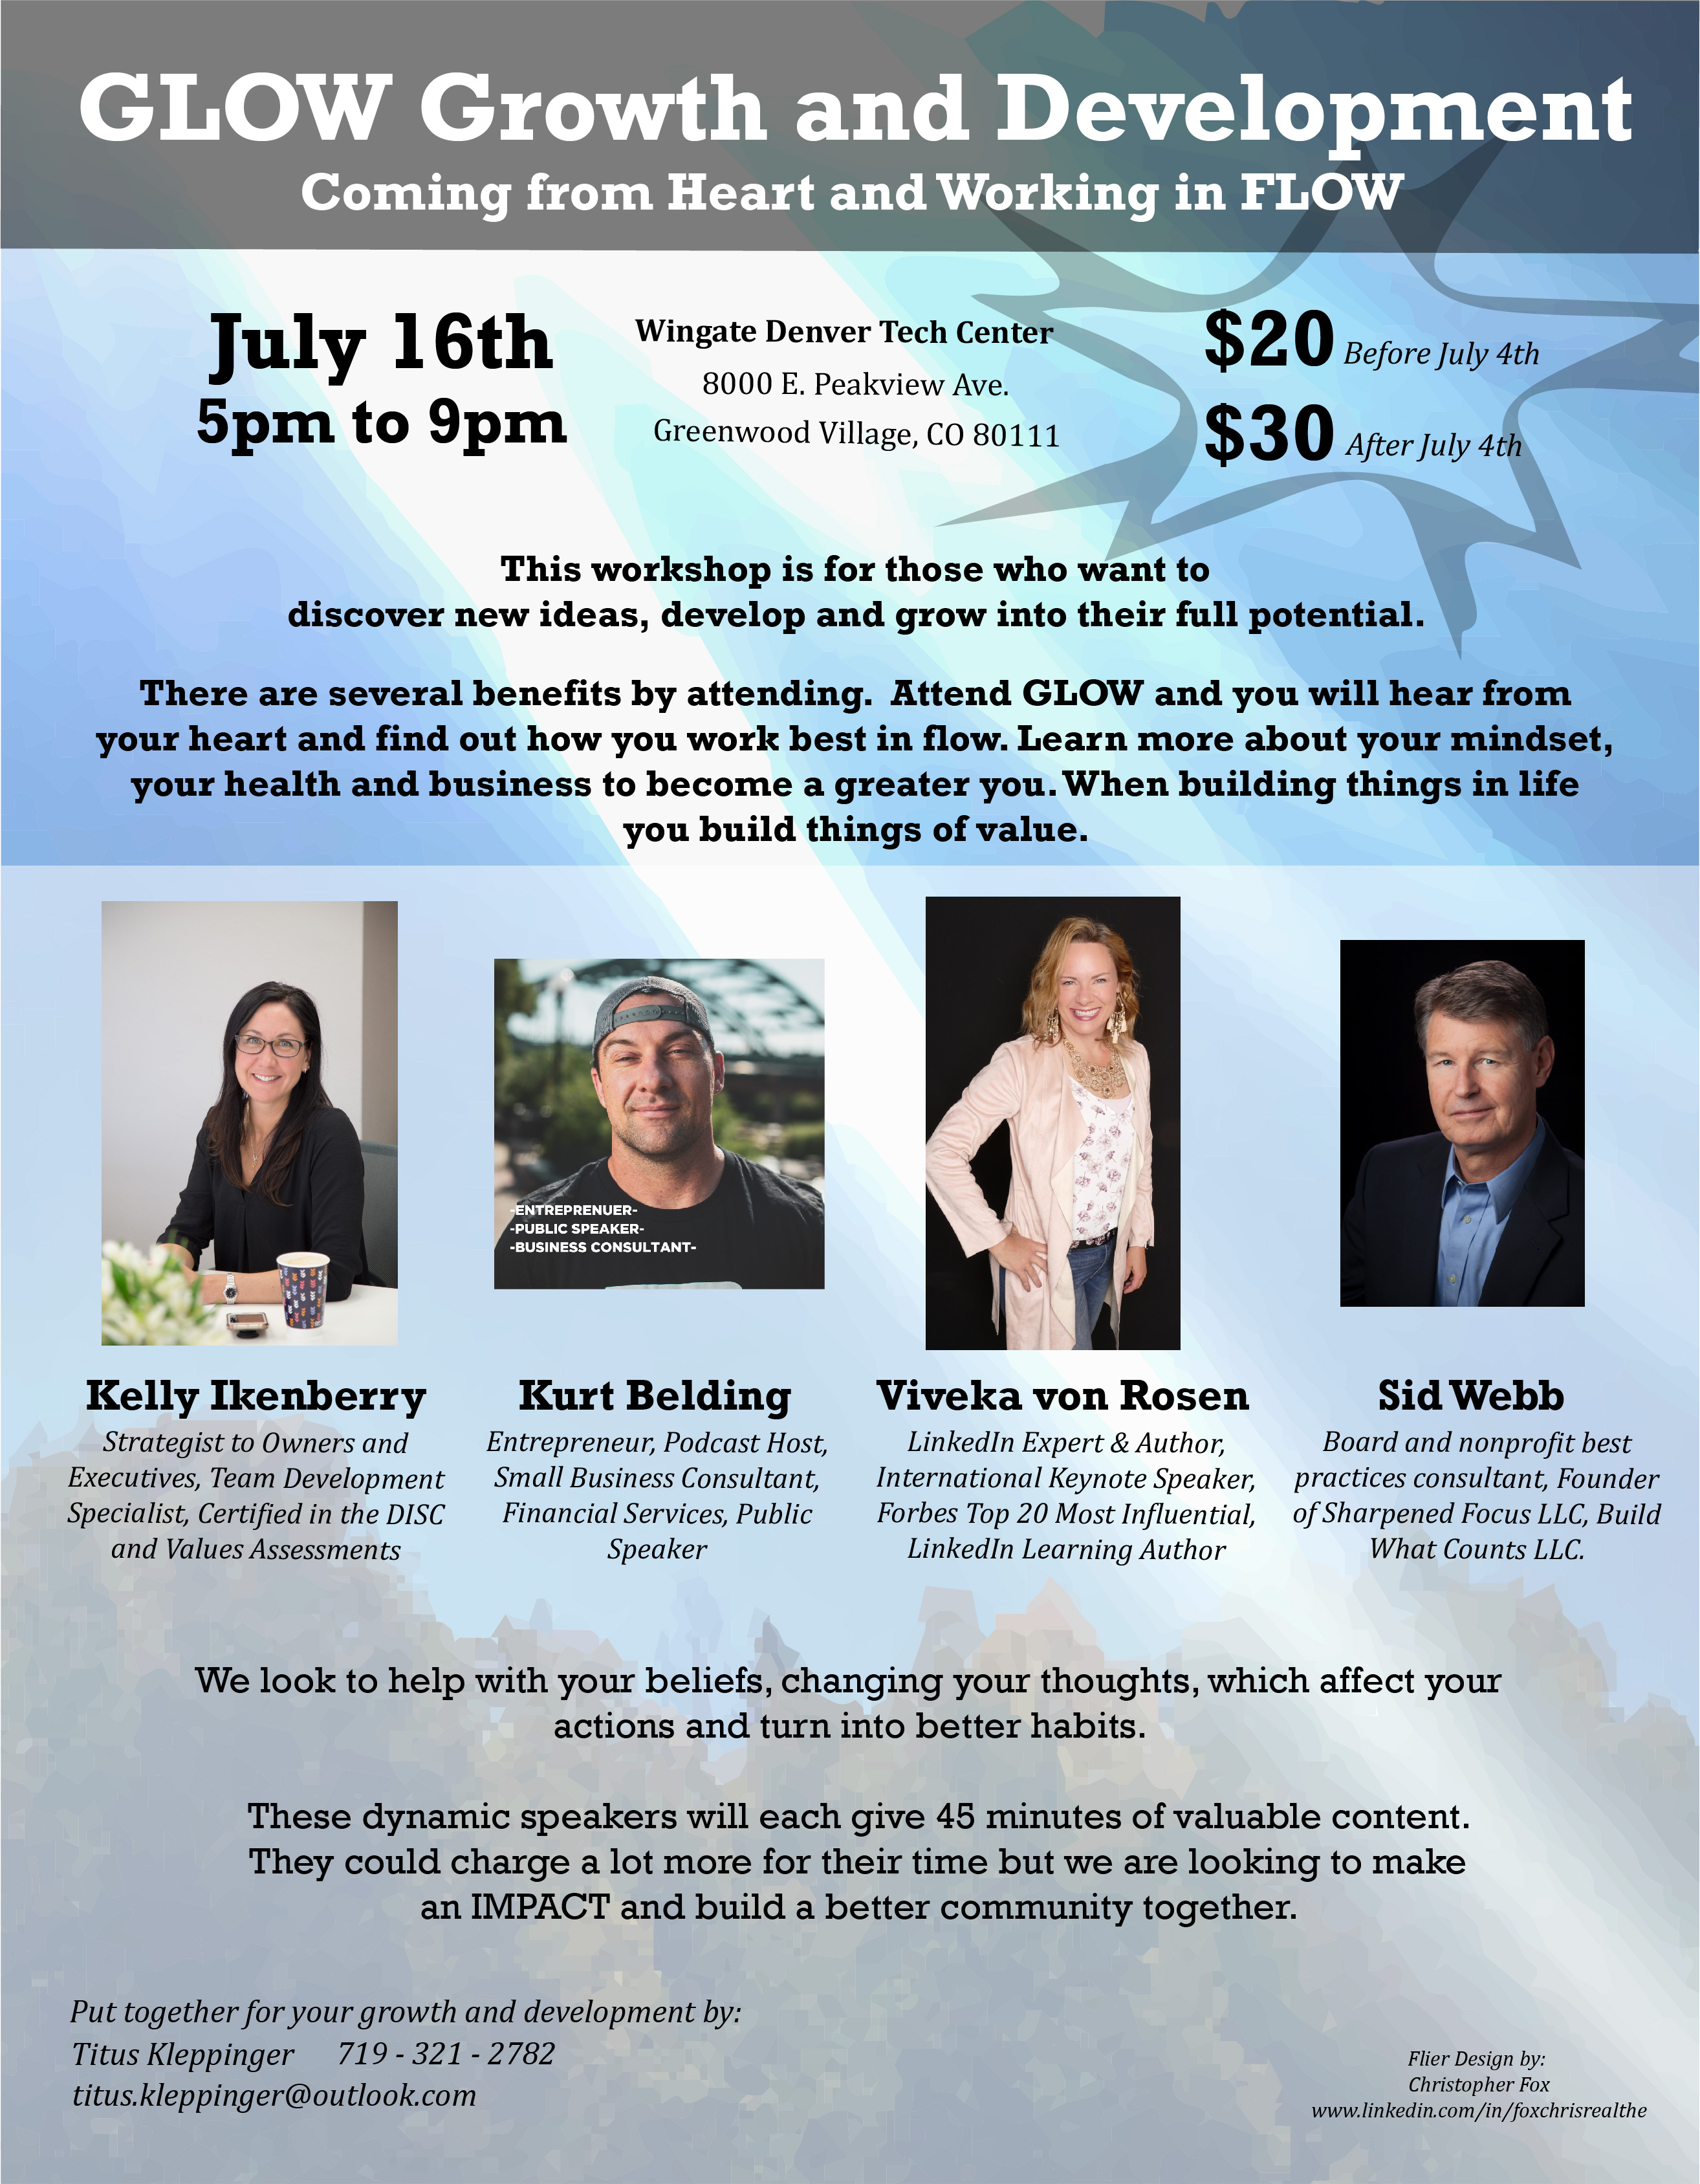 GLOW Growth and Development
Coming from Heart and Working in FLOW
July 16th
5pm to 9pm
Wingate Denver Tech Center
8000 E. Peakview Ave.
Greenwood Village, CO 80111
$20 Before July 4th
$30 After July 4th
This workshop is for those who want to
discover new ideas, develop and grow into their full potential.
There are several benefits by attending.  Attend GLOW and you will hear from
your heart and find out how you work best in flow. Learn more about your mindset,
your health and business to become a greater you. When building things in life
you build things of value.
-ENTREPRENUER-
-PUBLIC SPEAKER-
-BUSINESS CONSULTANT-
Kelly Ikenberry
Strategist to Owners and
Executives, Team Development
Specialist, Certified in the DISC
and Values Assessments
Kurt Belding
Entrepreneur, Podcast Host,
Small Business Consultant,
Financial Services, Public
Speaker
Viveka von Rosen
LinkedIn Expert & Author,
International Keynote Speaker,
Forbes Top 20 Most Influential,
LinkedIn Learning Author
Sid Webb
Board and nonprofit best
practices consultant, Founder
of Sharpened Focus LLC, Build
What Counts LLC.
We look to help with your beliefs, changing your thoughts, which affect your
actions and turn into better habits.
These dynamic speakers will each give 45 minutes of valuable content.
They could charge a lot more for their time but we are looking to make
an IMPACT and build a better community together.
Put together for your growth and development by:
Titus Kleppinger 719 - 321 - 2782
titus.kleppinger@outlook.com
Flier Design by:
Christopher Fox
www.linkedin.com/in/foxchrisrealthe